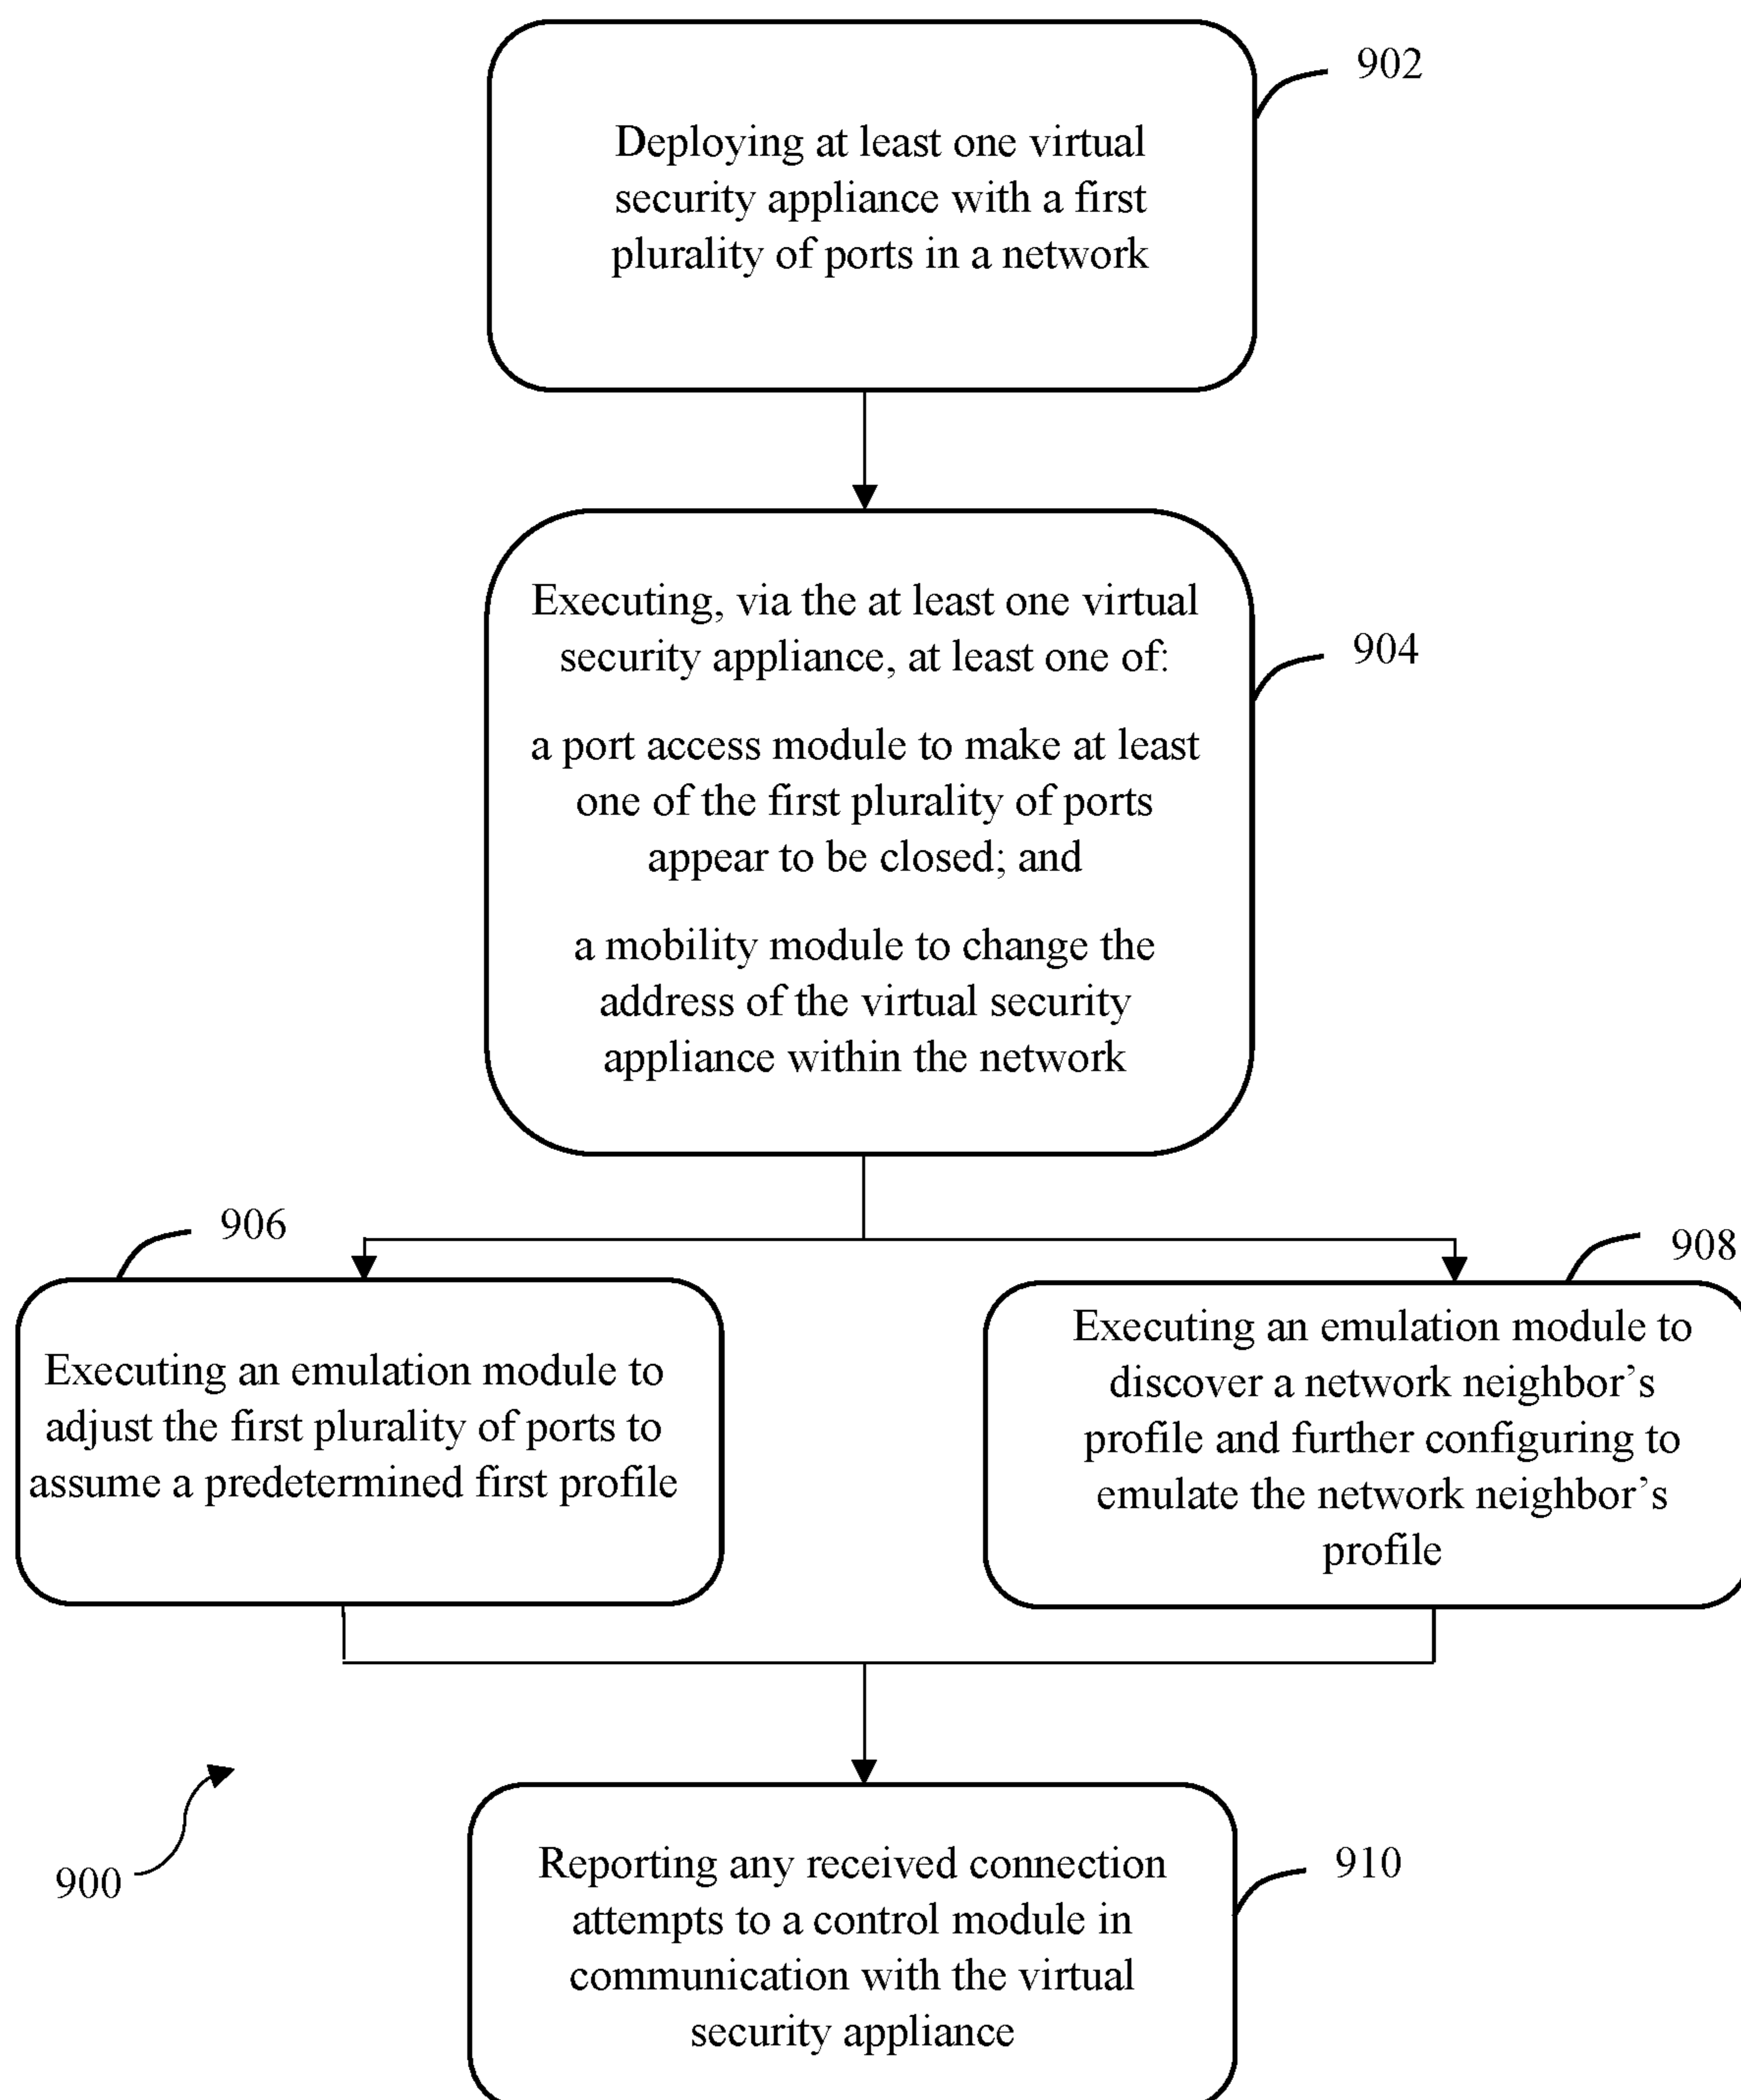 902
Deploying at least one virtual
security appliance with a first
plurality of ports in a network
904
Executing, via the at least one virtual
security appliance, at least one of:
a port access module to make at least
one of the first plurality of ports
appear to be closed; and
a mobility module to change the
address of the virtual security
appliance within the network
906
Executing an emulation module to
adjust the first plurality of ports to
assume a predetermined first profile
908
Executing an emulation module to
discover a network neighbor’s
profile and further configuring to
emulate the network neighbor’s
profile
900
910
Reporting any received connection
attempts to a control module in
communication with the virtual
security appliance